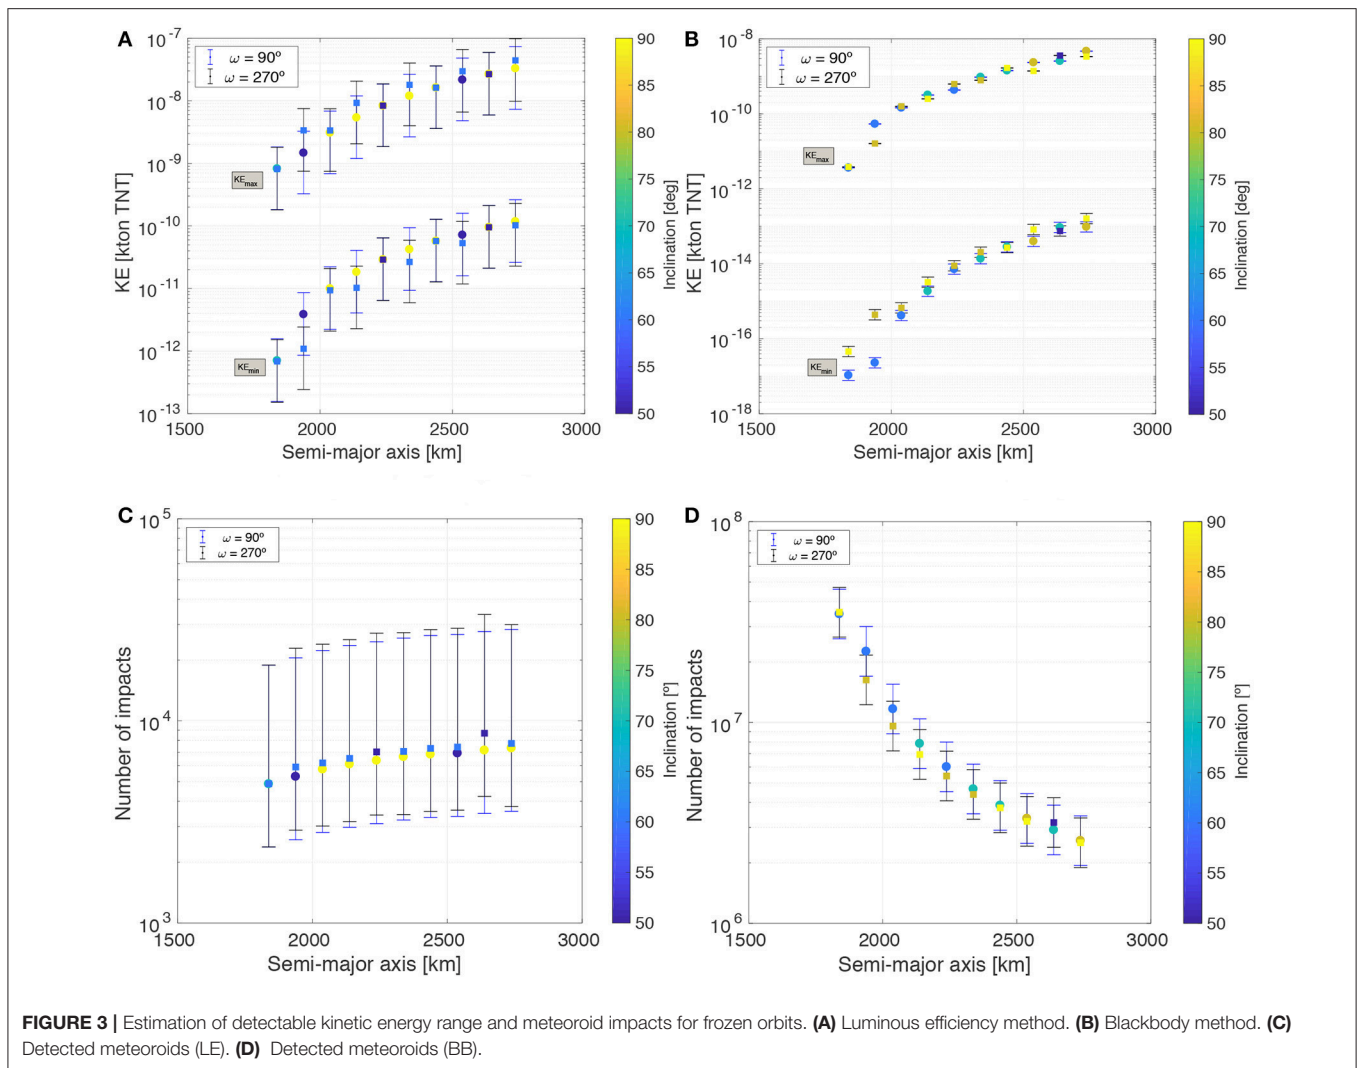 A
10^-7
10^-8
10^-9
10^-10
10^-11
10^-12
10^-13
KE [kton TNT]
ω = 90º
ω = 270º
KE_max
KE_min
1500 2000 2500 3000
Semi-major axis [km]
90
85
80
75
70
65
60
55
50
Inclination [deg]
B
10^-8
10^-10
10^-12
10^-14
10^-16
10^-18
KE [kton TNT]
ω = 90º
ω = 270º
KE_max
KE_min
1500 2000 2500 3000
Semi-major axis [km]
90
85
80
75
70
65
60
55
50
Inclination [deg]
C
10^5
10^4
10^3
Number of impacts
ω = 90º
ω = 270º
1500 2000 2500 3000
Semi-major axis [km]
90
85
80
75
70
65
60
55
50
Inclination [º]
D
10^8
10^7
10^6
Number of impacts
ω = 90º
ω = 270º
1500 2000 2500 3000
Semi-major axis [km]
90
85
80
75
70
65
60
55
50
Inclination [º]
FIGURE 3 | Estimation of detectable kinetic energy range and meteoroid impacts for frozen orbits. (A) Luminous efficiency method. (B) Blackbody method. (C)
Detected meteoroids (LE). (D) Detected meteoroids (BB).